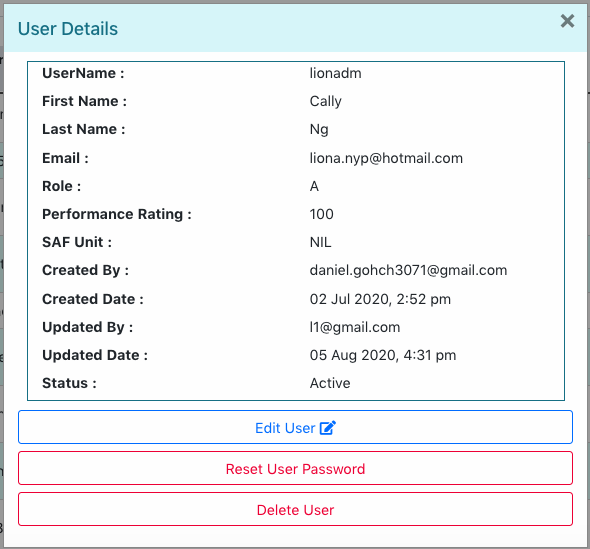 User Details
×
UserName : lionadm
First Name : Cally
Last Name : Ng
Email : liona.nyp@hotmail.com
Role : A
Performance Rating : 100
SAF Unit : NIL
Created By : daniel.gohch3071@gmail.com
Created Date : 02 Jul 2020, 2:52 pm
Updated By : l1@gmail.com
Updated Date : 05 Aug 2020, 4:31 pm
Status : Active
Edit User
Reset User Password
Delete User